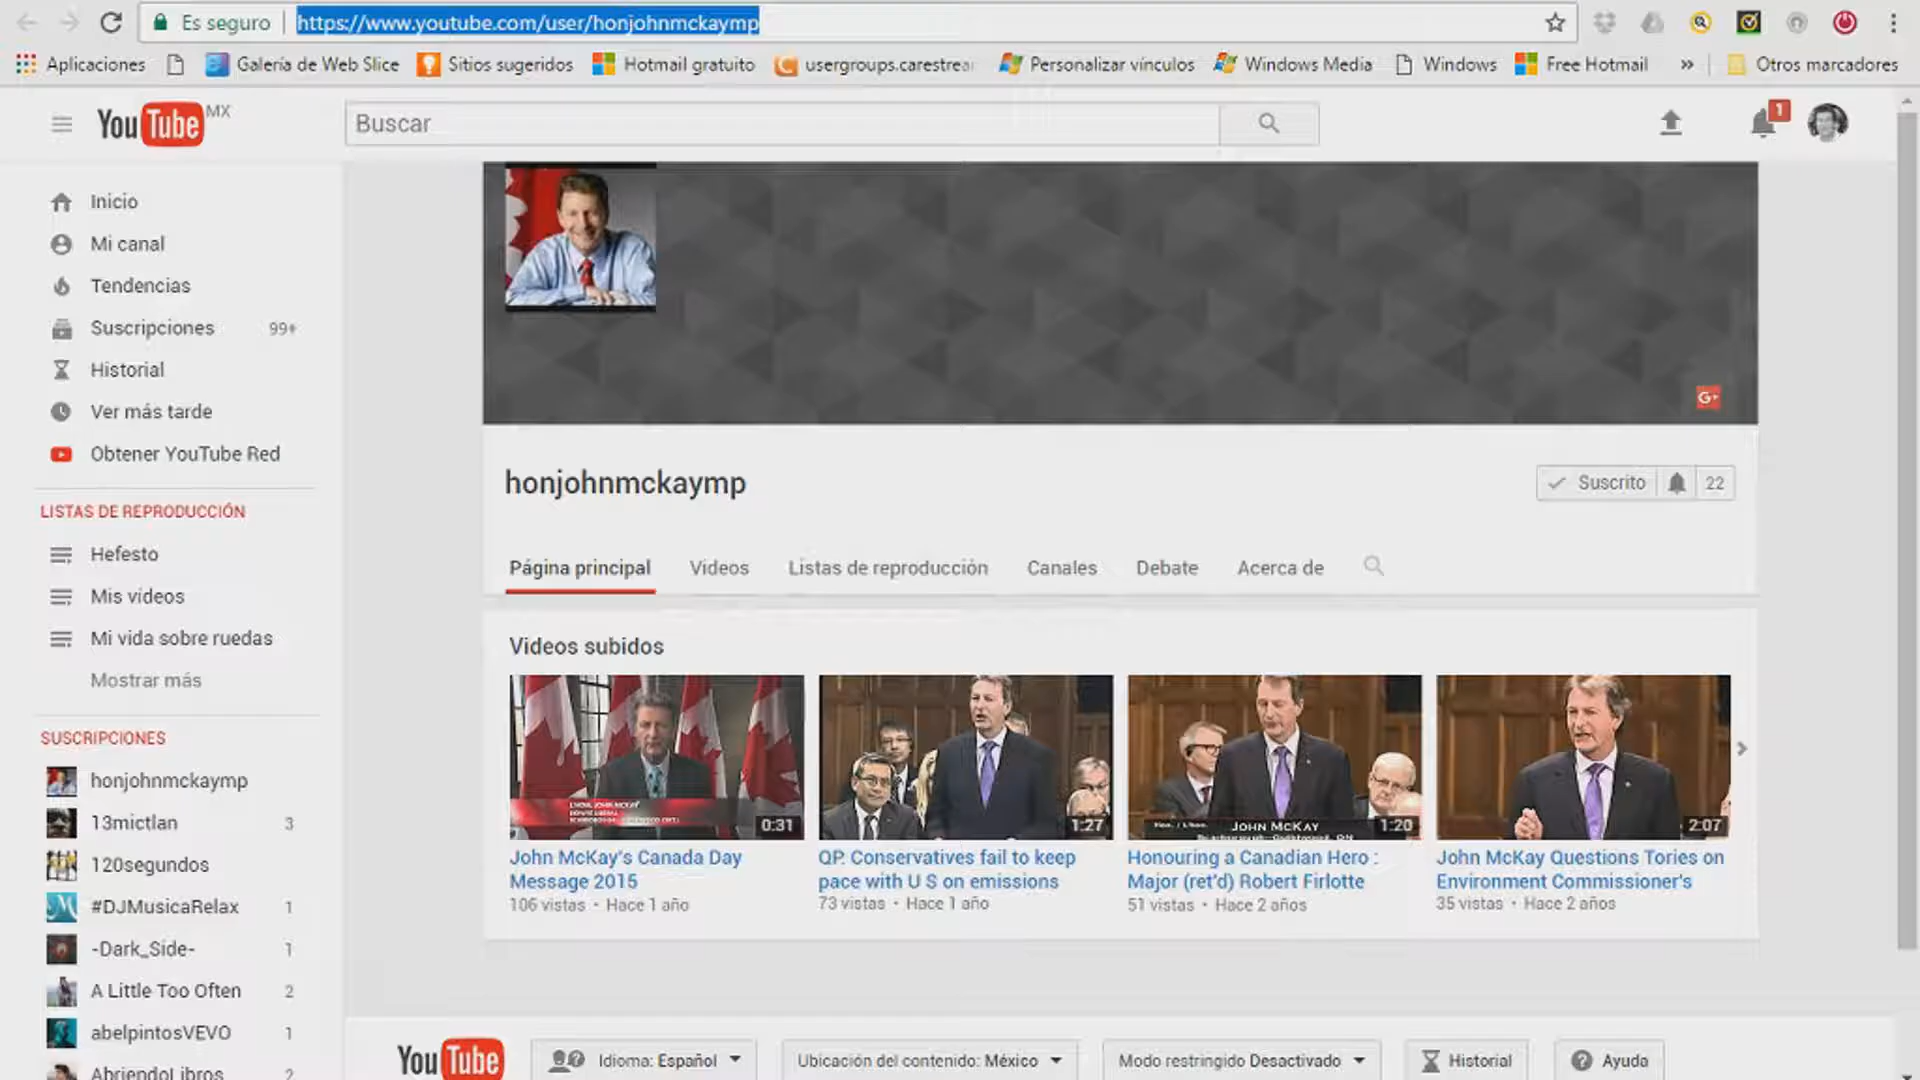 Es seguro https://www.youtube.com/user/honjohnmckaymp
Aplicaciones Galería de Web Slice Sitios sugeridos Hotmail gratuito usergroups.carestrea Personalizar vínculos Windows Media Windows Free Hotmail » Otros marcadores
YouTube MX Buscar 1
Inicio
Mi canal
Tendencias
Suscripciones 99+
Historial
Ver más tarde
Obtener YouTube Red
LISTAS DE REPRODUCCIÓN
Hefesto
Mis videos
Mi vida sobre ruedas
Mostrar más
SUSCRIPCIONES
honjohnmckaymp
13mictlan 3
120segundos
#DJMusicaRelax 1
-Dark_Side- 1
A Little Too Often 2
abelpintosVEVO 1
AbriendoLibros 2
G+
honjohnmckaymp
Suscrito 22
Página principal Videos Listas de reproducción Canales Debate Acerca de
Videos subidos
0:31
John McKay's Canada Day
Message 2015
106 vistas • Hace 1 año
1:27
QP: Conservatives fail to keep
pace with U S on emissions
73 vistas • Hace 1 año
JOHN MCKAY
1:20
Honouring a Canadian Hero :
Major (ret'd) Robert Firlotte
51 vistas • Hace 2 años
2:07
John McKay Questions Tories on
Environment Commissioner's
35 vistas • Hace 2 años
YouTube Idioma: Español Ubicación del contenido: México Modo restringido Desactivado Historial Ayuda